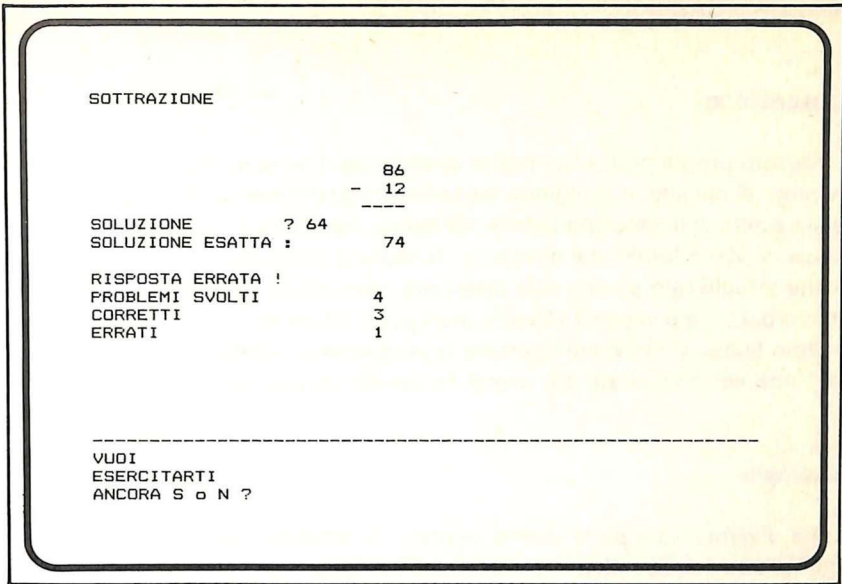 SOTTRAZIONE
86
- 12
----
SOLUZIONE ? 64
SOLUZIONE ESATTA : 74
RISPOSTA ERRATA !
PROBLEMI SVOLTI 4
CORRETTI 3
ERRATI 1
------------------------------------------------------------
VUOI
ESERCITARTI
ANCORA S o N ?